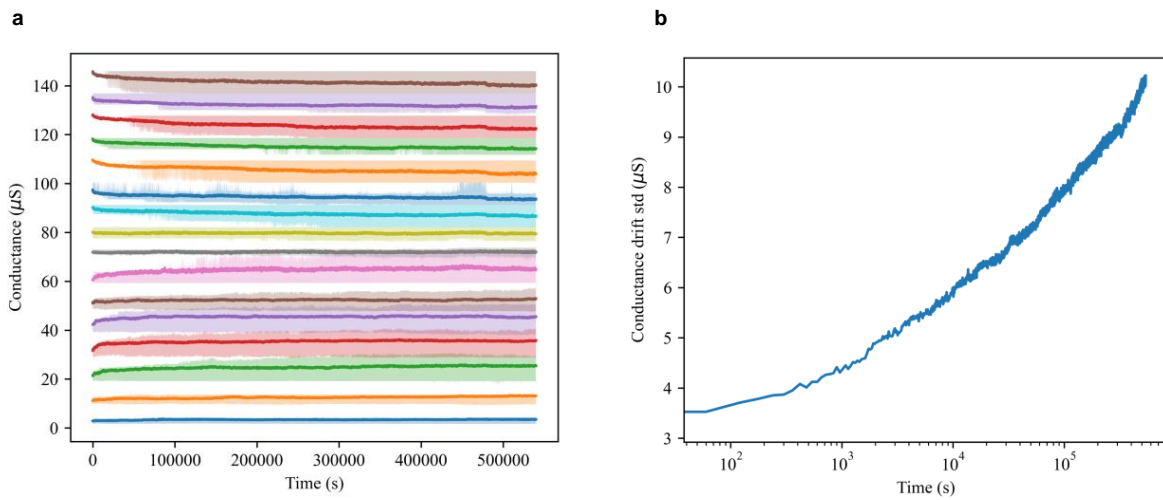 a
b
140
120
100
80
60
40
20
0
Conductance (μS)
0 100000 200000 300000 400000 500000
Time (s)
10
9
8
7
6
5
4
3
Conductance drift std (μS)
10² 10³ 10⁴ 10⁵
Time (s)